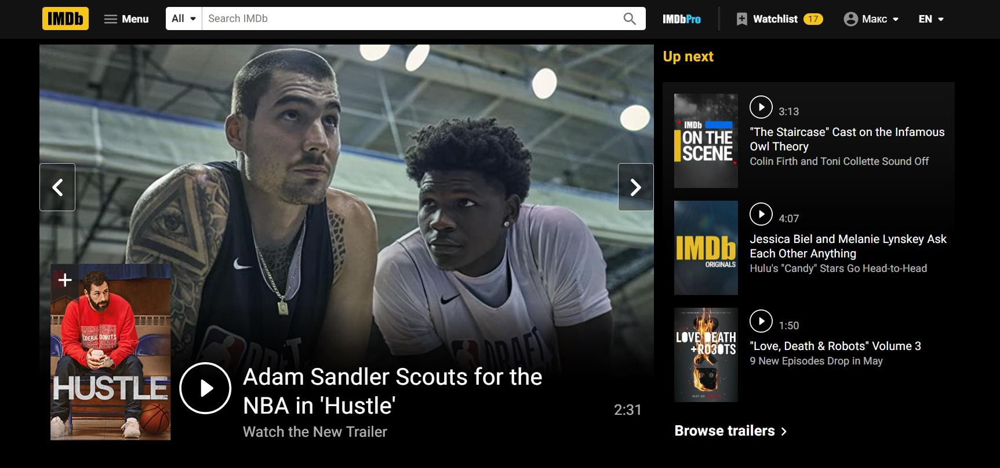 IMDb
Menu
All
Search IMDb
IMDbPro
Watchlist 17
Макс
EN
HUSTLE
Adam Sandler Scouts for the
NBA in 'Hustle'
Watch the New Trailer
2:31
Up next
IMDb
ON THE
SCENE
3:13
"The Staircase" Cast on the Infamous
Owl Theory
Colin Firth and Toni Collette Sound Off
IMDb
ORIGINALS
4:07
Jessica Biel and Melanie Lynskey Ask
Each Other Anything
Hulu's "Candy" Stars Go Head-to-Head
LOVE DEATH
+ROBOTS
MAY 20
1:50
"Love, Death & Robots" Volume 3
9 New Episodes Drop in May
Browse trailers